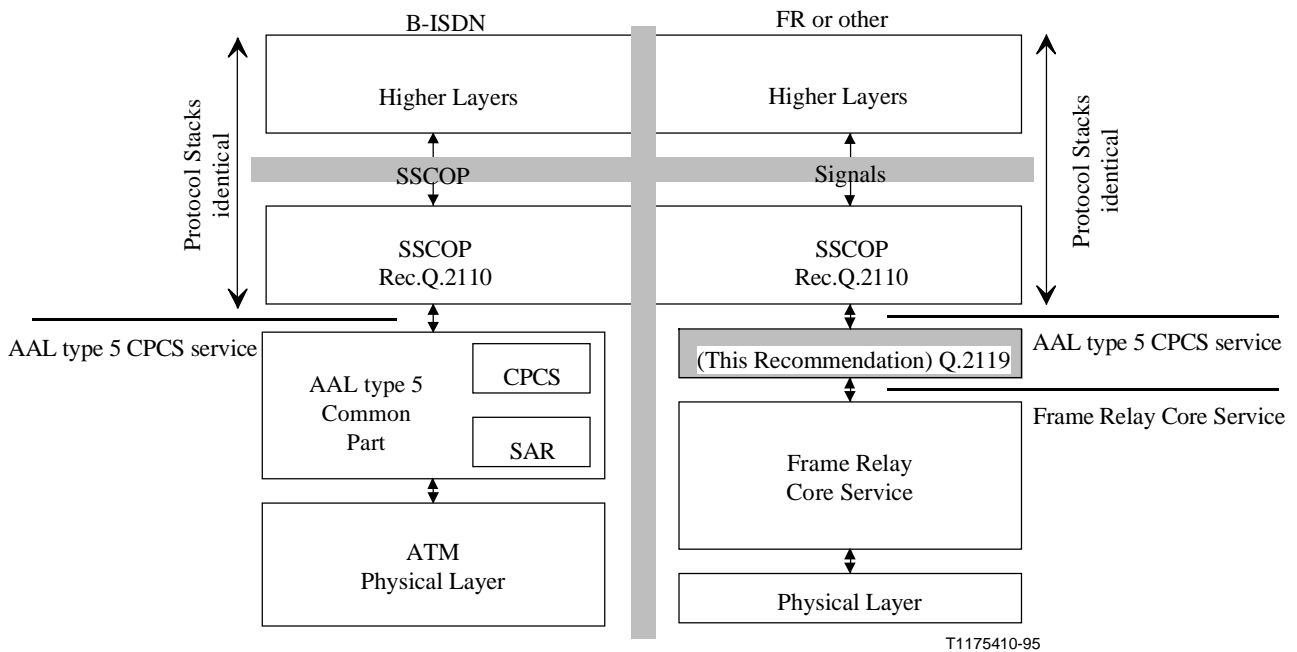 B-ISDN
FR or other
Protocol Stacks
identical
Higher Layers
Higher Layers
Protocol Stacks
identical
SSCOP
Signals
SSCOP
Rec.Q.2110
SSCOP
Rec.Q.2110
AAL type 5 CPCS service
AAL type 5 CPCS service
AAL type 5
Common
Part
CPCS
SAR
(This Recommendation) Q.2119
Frame Relay Core Service
Frame Relay
Core Service
ATM
Physical Layer
Physical Layer
T1175410-95